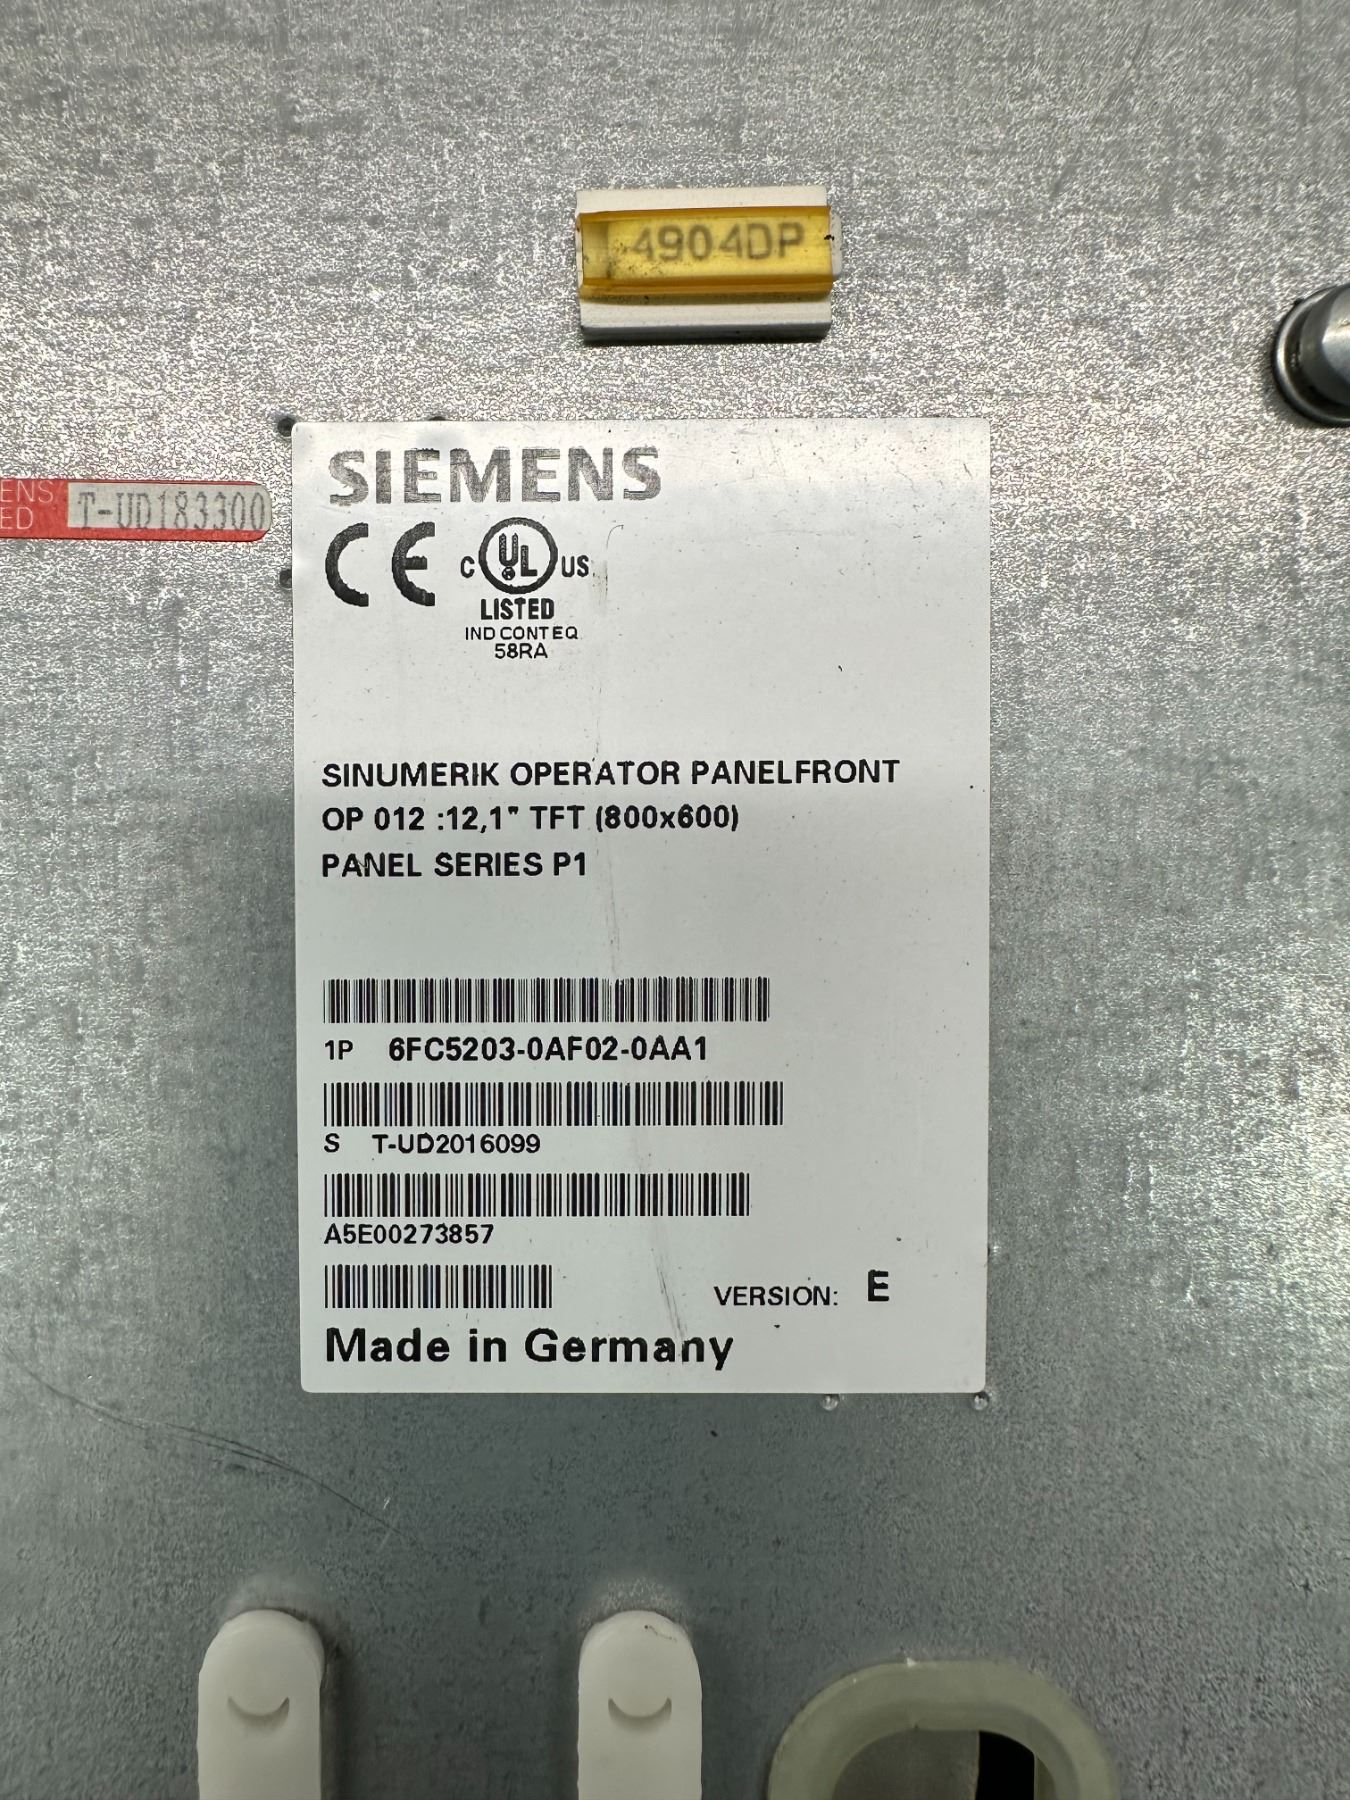 4904DP
ENS
ED
T-UD183300
SIEMENS
CE
C UL US
LISTED
IND CONT EQ
58RA
SINUMERIK OPERATOR PANELFRONT
OP 012 :12,1" TFT (800x600)
PANEL SERIES P1
1P 6FC5203-0AF02-0AA1
S T-UD2016099
A5E00273857
VERSION: E
Made in Germany